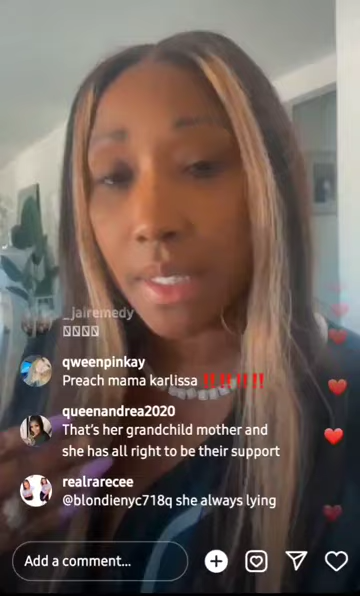 _jairemedy
qweenpinkay
Preach mama karlissa ‼️‼️‼️‼️
queenandrea2020
That's her grandchild mother and
she has all right to be their support
realrarecee
@blondienyc718q she always lying
Add a comment...